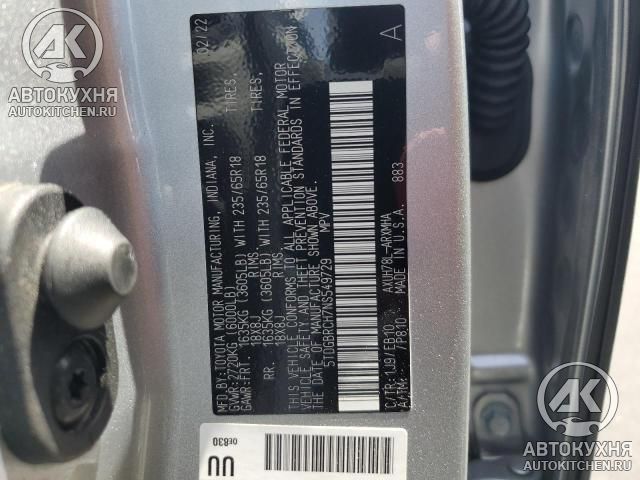 MFD.BY:TOYOTA MOTOR MANUFACTURING, INDIANA, INC. 02/22
GVWR:2720KG (6000LB)
GAWR:FRT. 1635KG (3605LB) WITH 235/65R18 TIRES,
18X8J RIMS,
RR. 1635KG (3605LB) WITH 235/65R18 TIRES,
18X8J RIMS,
THIS VEHICLE CONFORMS TO ALL APPLICABLE FEDERAL MOTOR
VEHICLE SAFETY AND THEFT PREVENTION STANDARDS IN EFFECT ON
THE DATE OF MANUFACTURE SHOWN ABOVE.
5TDGBRCH7NS549729 MPV
C/TR:1J9/EB10 AXUH78L-ARXMHA
A/TM: /P810 MADE IN U.S.A. 883
A
UU
0E830
АВТОКУХНЯ
AUTOKITCHEN.RU
АВТОКУХНЯ
WWW.AUTOKITCHEN.RU